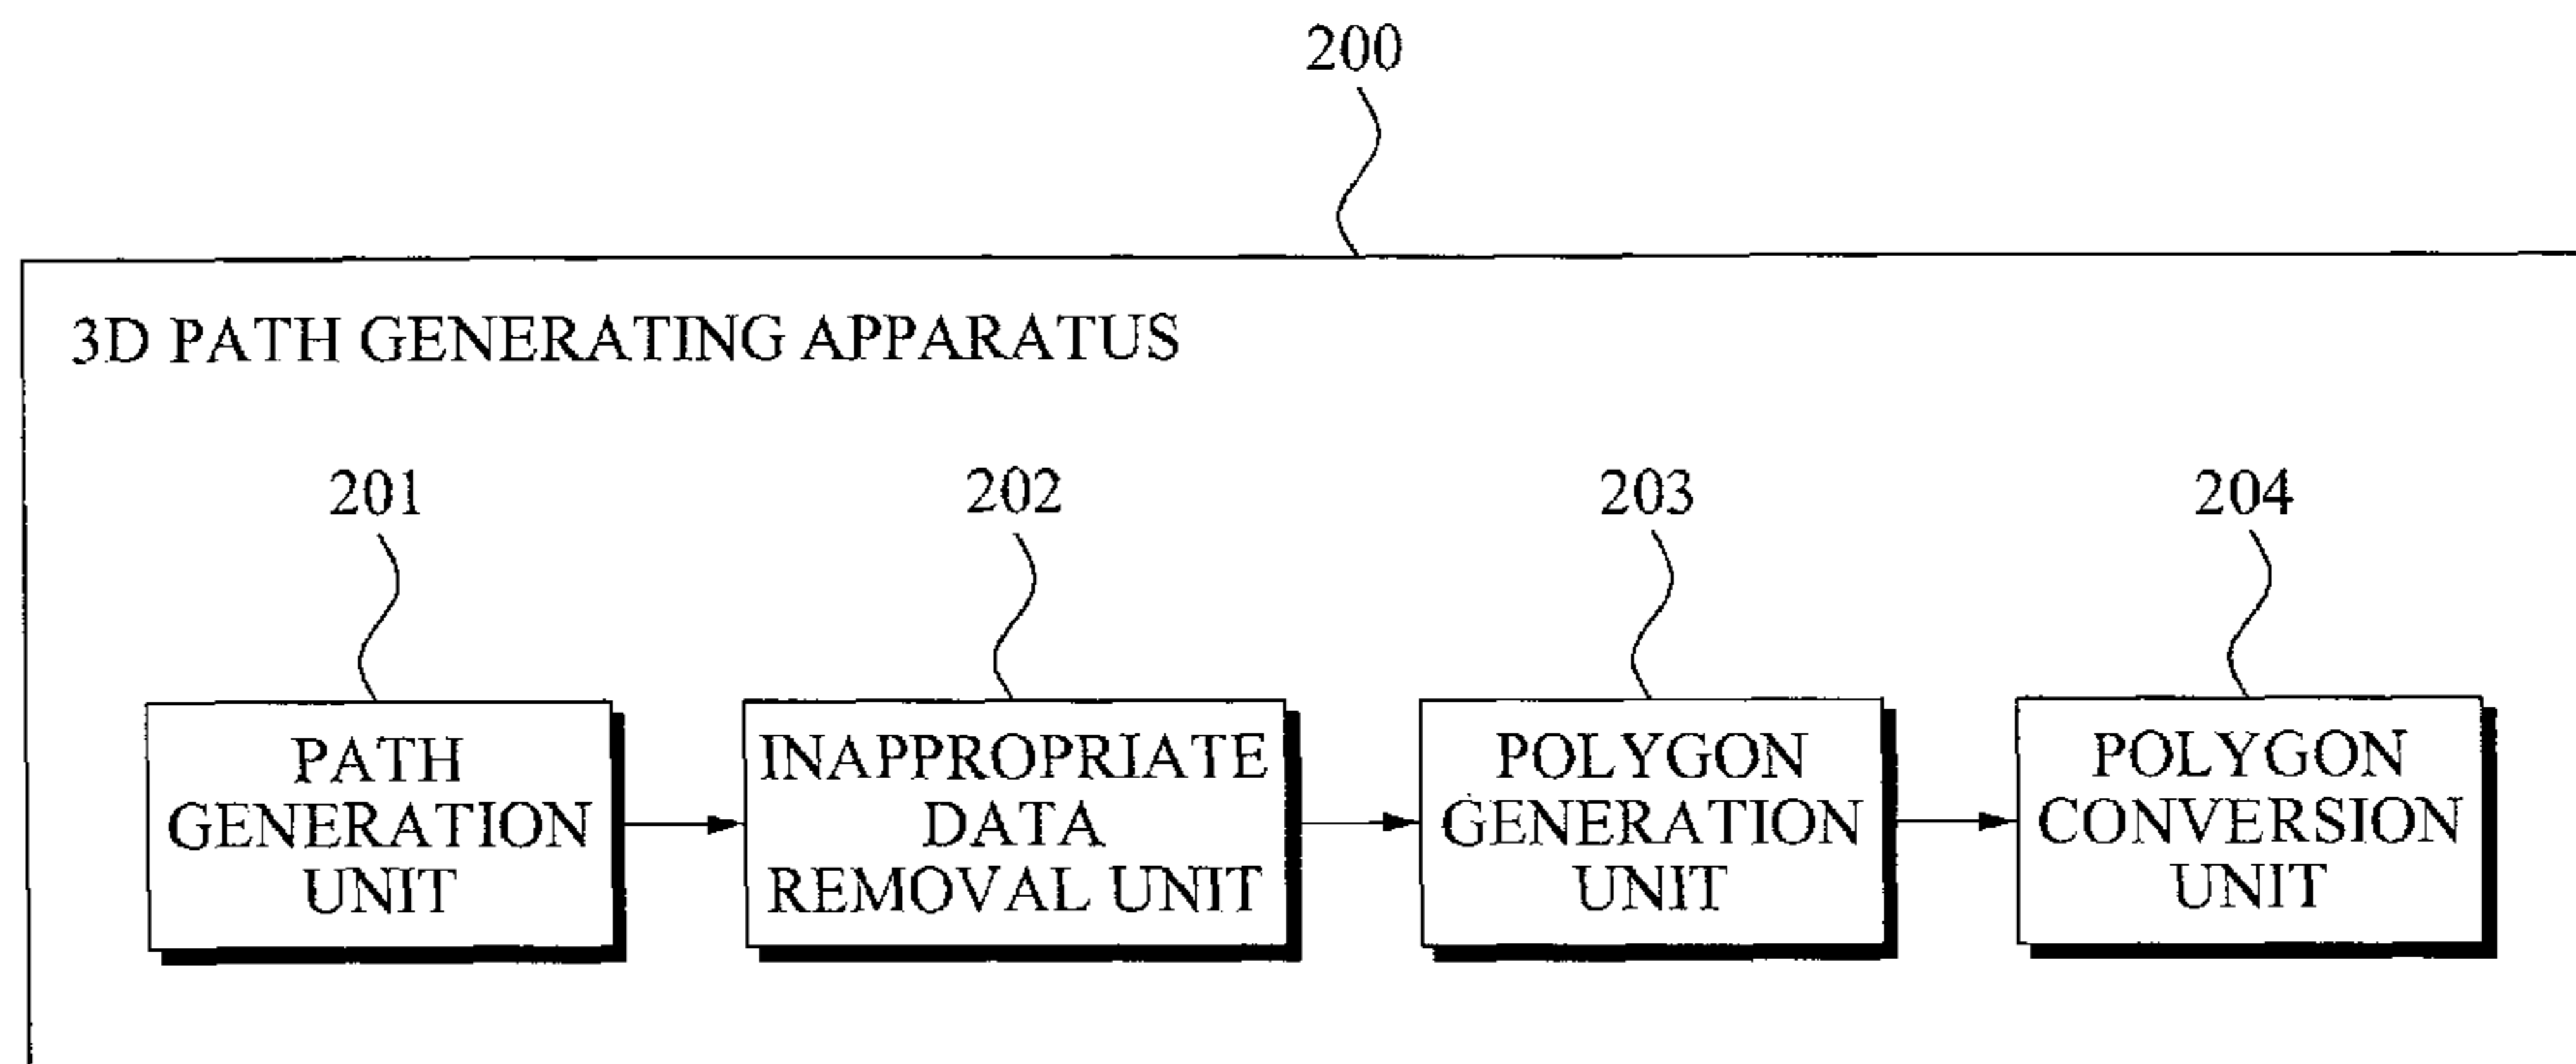 200
3D PATH GENERATING APPARATUS
201
202
203
204
PATH
GENERATION
UNIT
INAPPROPRIATE
DATA
REMOVAL UNIT
POLYGON
GENERATION
UNIT
POLYGON
CONVERSION
UNIT